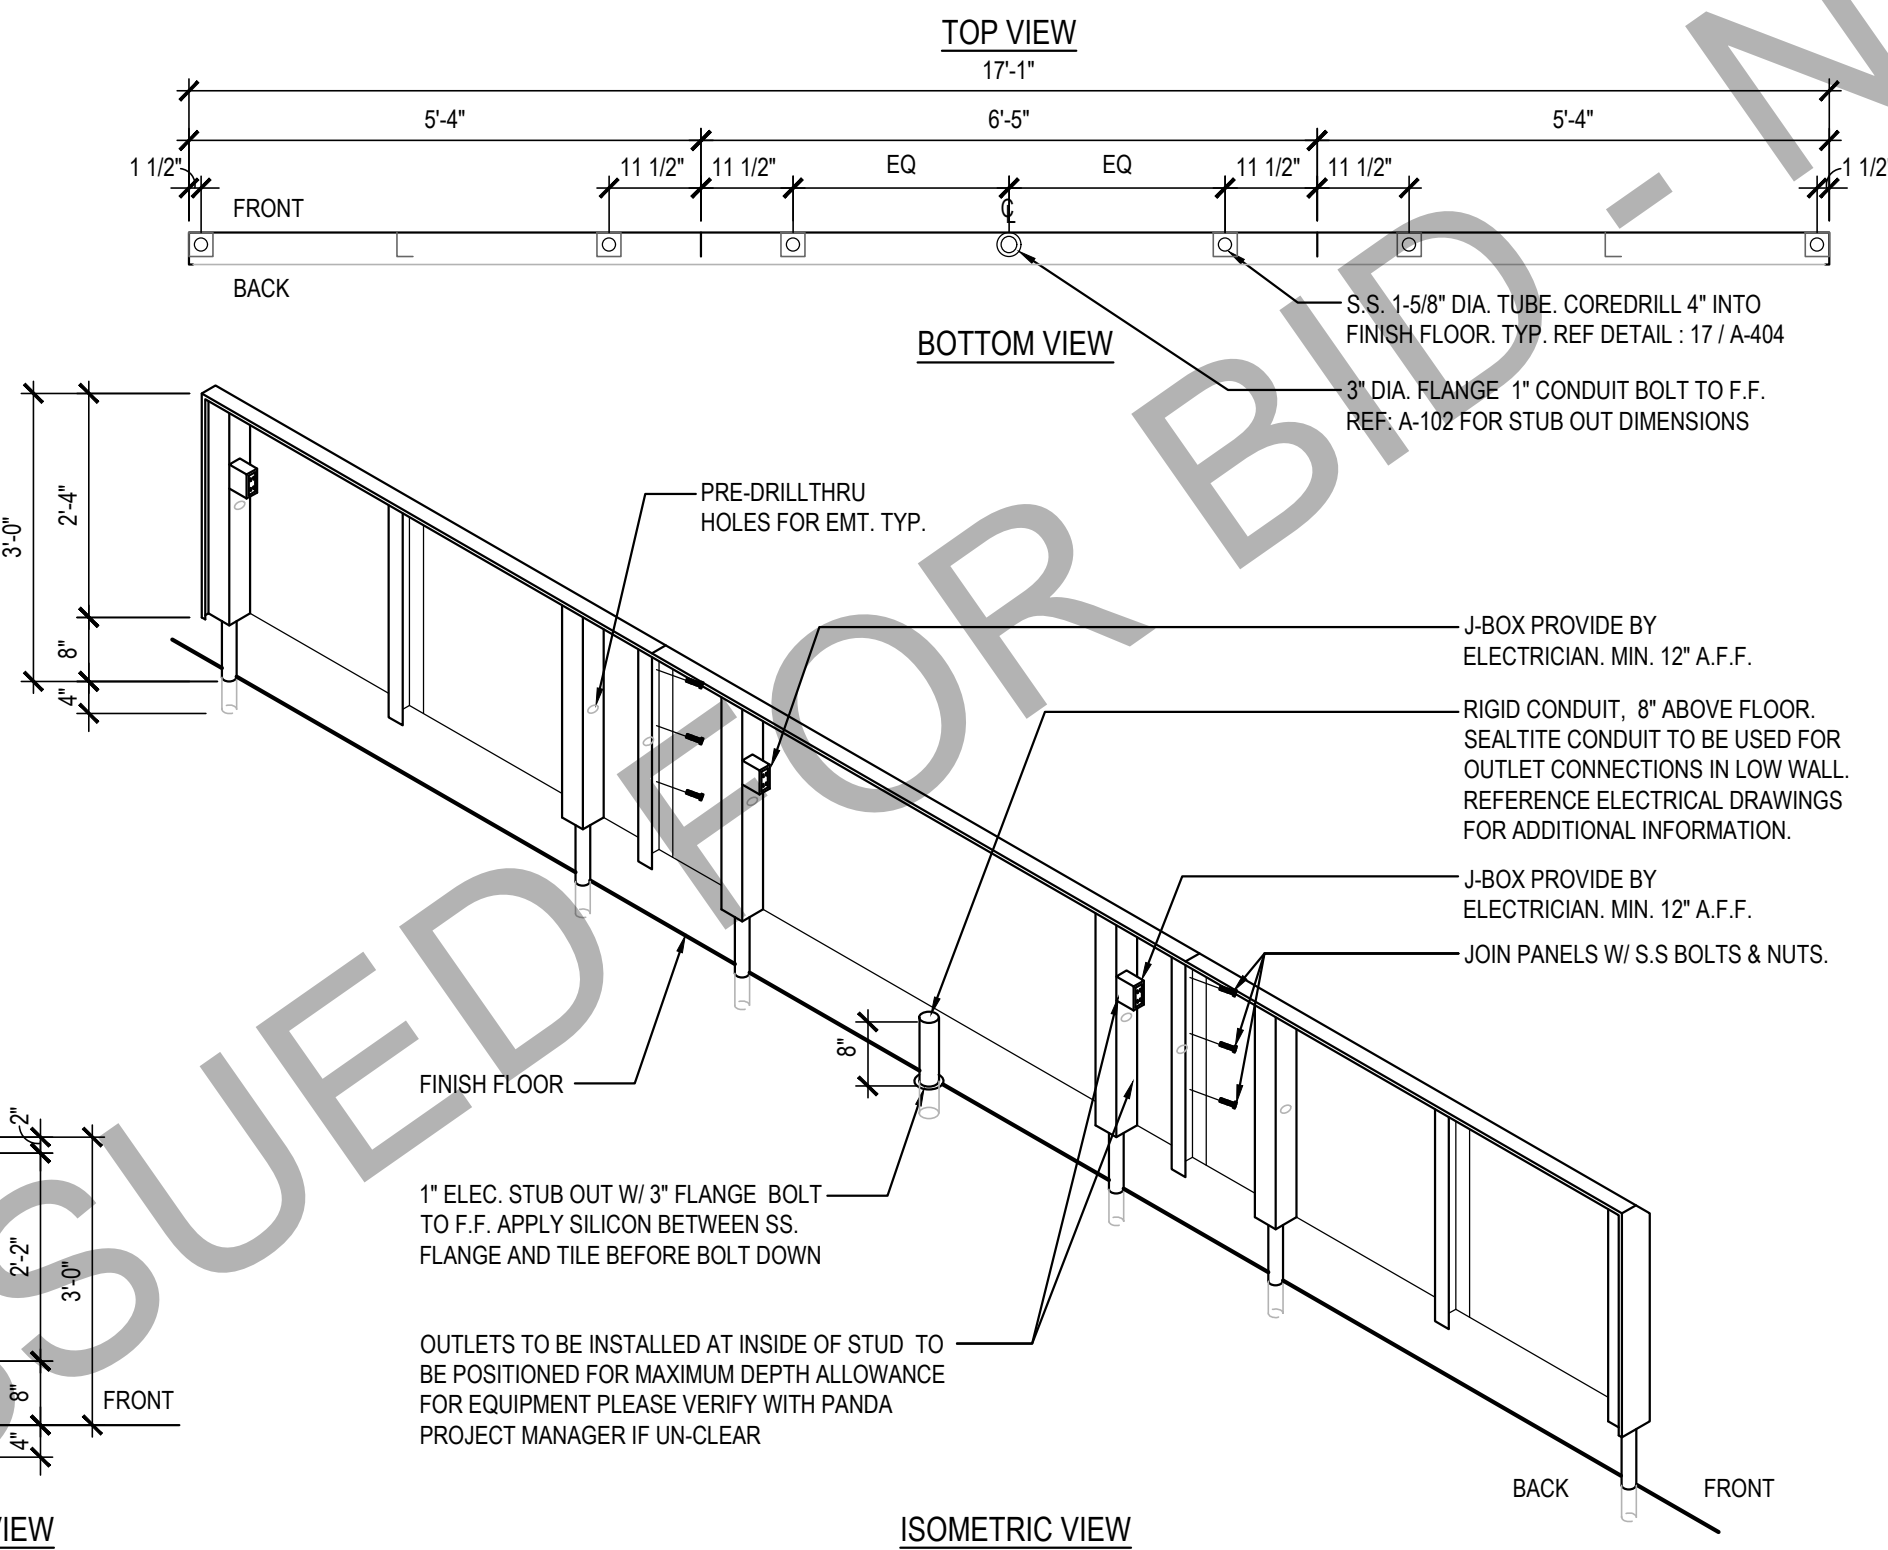 TOP VIEW
17'-1"
5'-4"
6'-5"
5'-4"
1 1/2"
11 1/2"
11 1/2"
EQ
EQ
11 1/2"
11 1/2"
1 1/2"
FRONT
C
L
BACK
BOTTOM VIEW
S.S. 1-5/8" DIA. TUBE. COREDRILL 4" INTO
FINISH FLOOR. TYP. REF DETAIL : 17 / A-404
3" DIA. FLANGE 1" CONDUIT BOLT TO F.F.
REF: A-102 FOR STUB OUT DIMENSIONS
3'-0"
2'-4"
8"
4"
PRE-DRILLTHRU
HOLES FOR EMT. TYP.
J-BOX PROVIDE BY
ELECTRICIAN. MIN. 12" A.F.F.
RIGID CONDUIT, 8" ABOVE FLOOR.
SEALTITE CONDUIT TO BE USED FOR
OUTLET CONNECTIONS IN LOW WALL.
REFERENCE ELECTRICAL DRAWINGS
FOR ADDITIONAL INFORMATION.
J-BOX PROVIDE BY
ELECTRICIAN. MIN. 12" A.F.F.
JOIN PANELS W/ S.S BOLTS & NUTS.
8"
FINISH FLOOR
1" ELEC. STUB OUT W/ 3" FLANGE BOLT
TO F.F. APPLY SILICON BETWEEN SS.
FLANGE AND TILE BEFORE BOLT DOWN
OUTLETS TO BE INSTALLED AT INSIDE OF STUD TO
BE POSITIONED FOR MAXIMUM DEPTH ALLOWANCE
FOR EQUIPMENT PLEASE VERIFY WITH PANDA
PROJECT MANAGER IF UN-CLEAR
2"
2'-2"
3'-0"
8"
4"
FRONT
BACK
FRONT
VIEW
ISOMETRIC VIEW
SSUED FOR BID - N